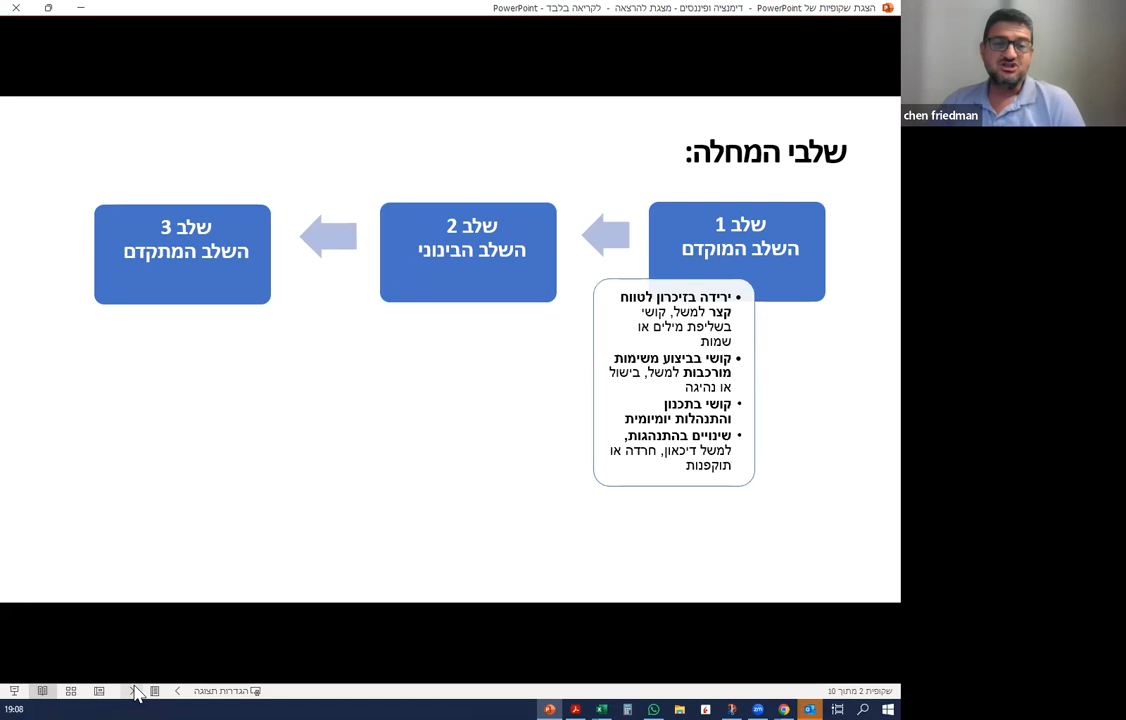 הצגת שקופיות של PowerPoint - דימנציה ופיננסים - מצגת להרצאה - לקריאה בלבד - PowerPoint
chen friedman
שלבי המחלה:
שלב 1
השלב המוקדם
שלב 2
השלב הבינוני
שלב 3
השלב המתקדם
• ירידה בזיכרון לטווח
קצר למשל, קושי
בשליפת מילים או
שמות
• קושי בביצוע משימות
מורכבות למשל, בישול
או נהיגה
• קושי בתכנון
והתנהלות יומיומית
• שינויים בהתנהגות,
למשל דיכאון, חרדה או
תוקפנות
שקופית 2 מתוך 10
הגדרות תצוגה
19:08